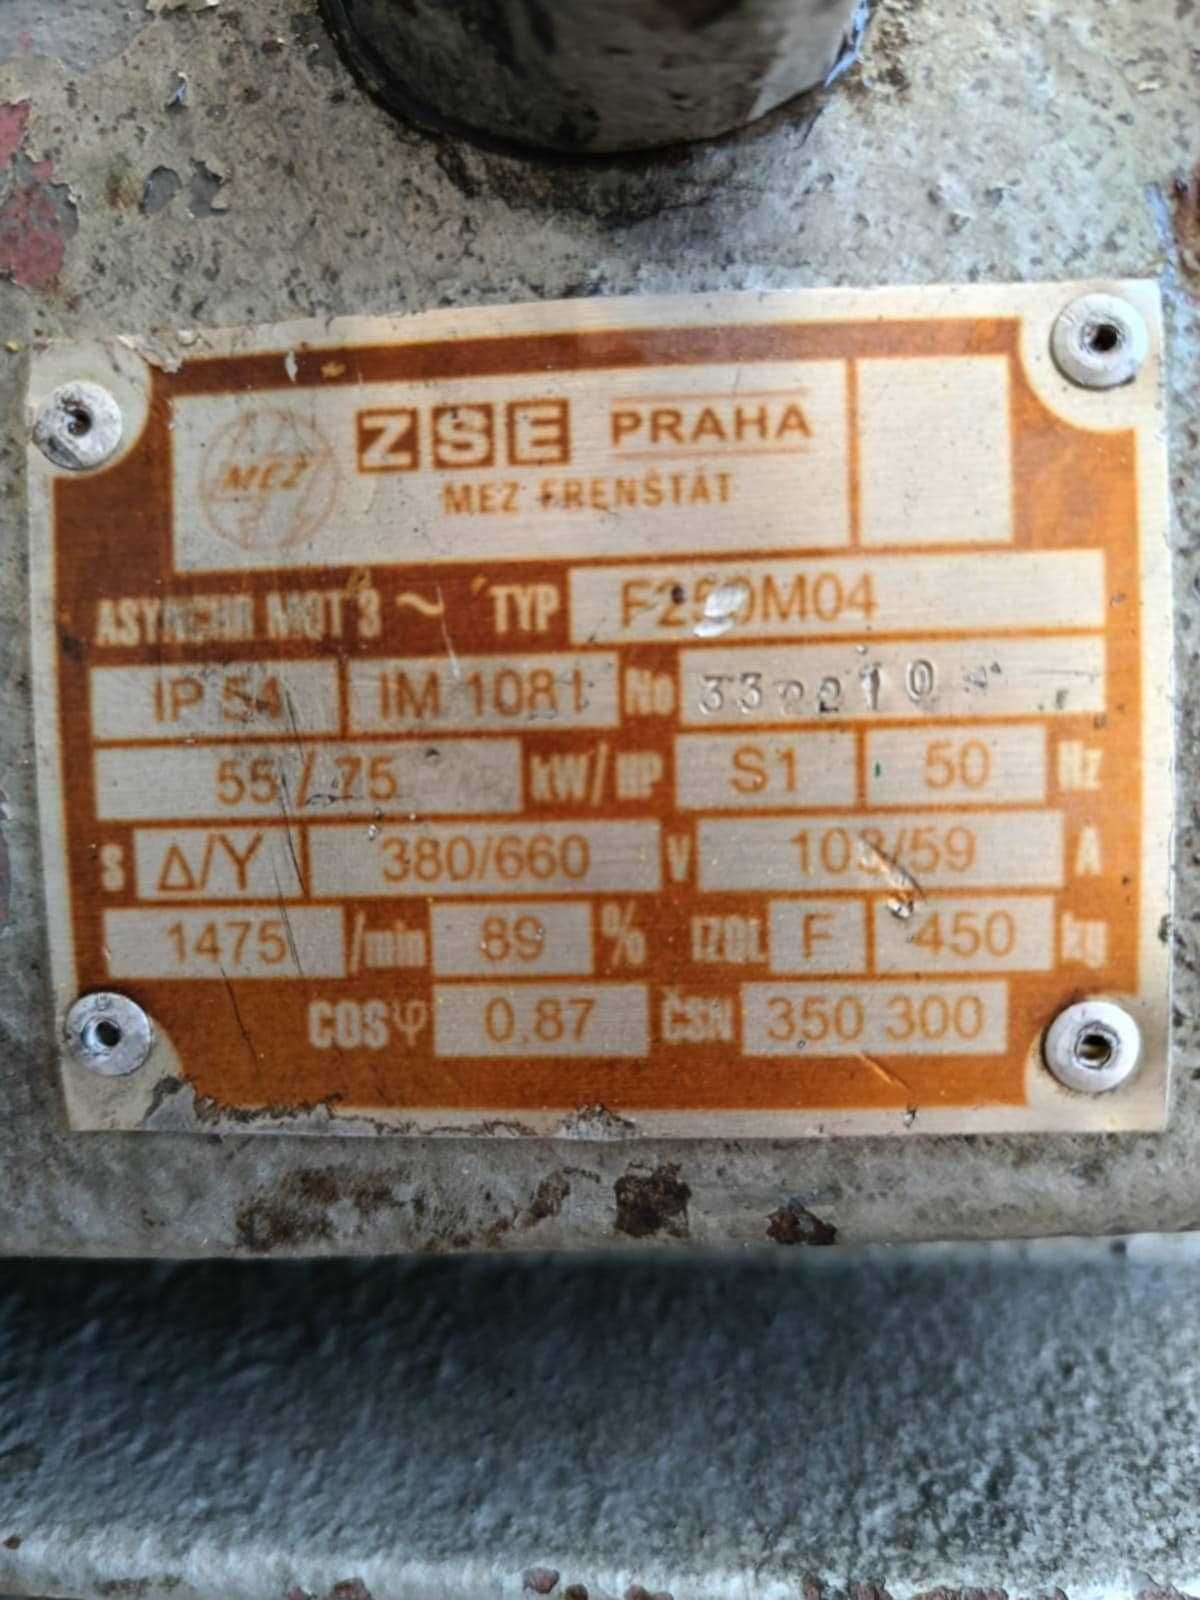 MEZ ZSE PRAHA
MEZ FRENŠTÁT
ASYNCHR MOT 3 ~ TYP F250M04
IP 54 IM 1081 No
55 / 75 kW/HP S1 50 Hz
S Δ/Y 380/660 V 103/59 A
1475 /min 89 % IZOL F 450 kg
COSφ 0,87 ČSN 350 300